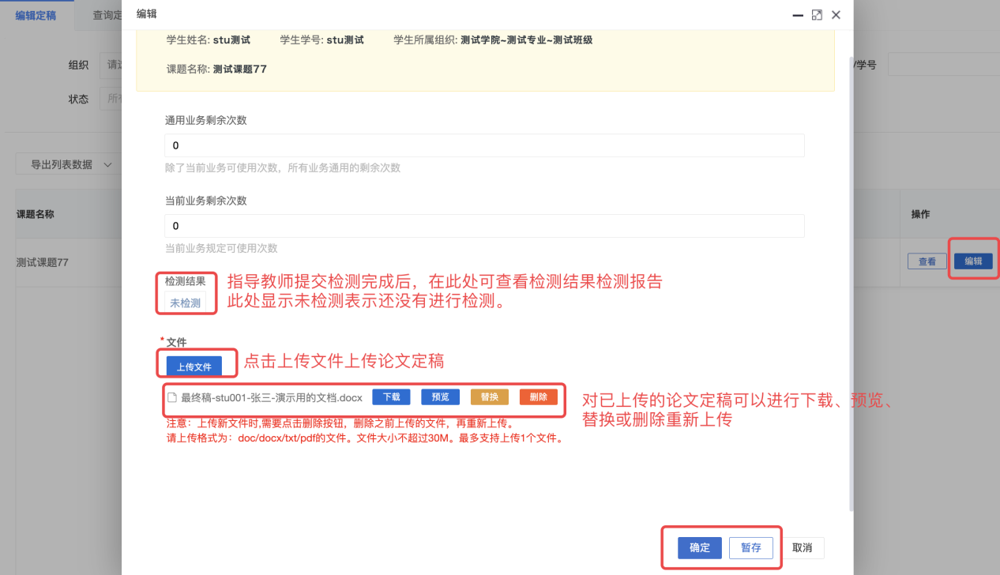 编辑定稿
查询定
编辑
学生姓名: stu测试 学生学号: stu测试 学生所属组织: 测试学院~测试专业~测试班级
课题名称: 测试课题77
组织
/学号
状态
所有
通用业务剩余次数
0
除了当前业务可使用次数，所有业务通用的剩余次数
导出列表数据
当前业务剩余次数
0
当前业务规定可使用次数
课题名称
操作
测试课题77
查看
编辑
检测结果
未检测
指导教师提交检测完成后，在此处可查看检测结果检测报告
此处显示未检测表示还没有进行检测。
*文件
上传文件
点击上传文件上传论文定稿
最终稿-stu001-张三-演示用的文档.docx 下载 预览 替换 删除
对已上传的论文定稿可以进行下载、预览、
替换或删除重新上传
注意：上传新文件时,需要点击删除按钮，删除之前上传的文件，再重新上传。
请上传格式为：doc/docx/txt/pdf的文件。文件大小不超过30M。最多支持上传1个文件。
确定 暂存 取消